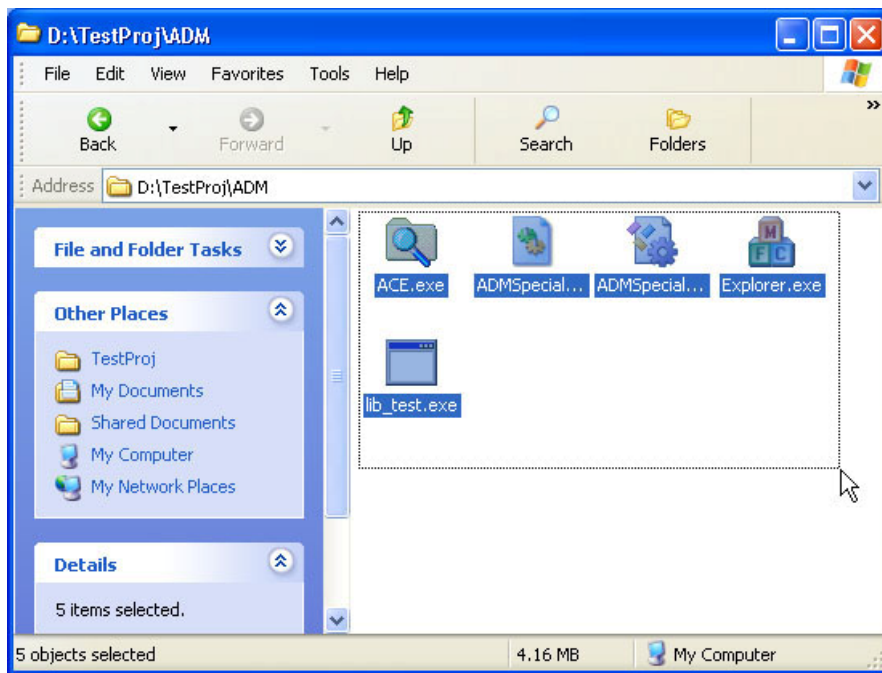 D:\TestProj\ADM
File Edit View Favorites Tools Help
Back Forward Up Search Folders »
Address D:\TestProj\ADM
File and Folder Tasks
Other Places
TestProj
My Documents
Shared Documents
My Computer
My Network Places
Details
5 items selected.
ACE.exe ADMSpecial... ADMSpecial... Explorer.exe
M
F C
lib_test.exe
5 objects selected 4.16 MB My Computer